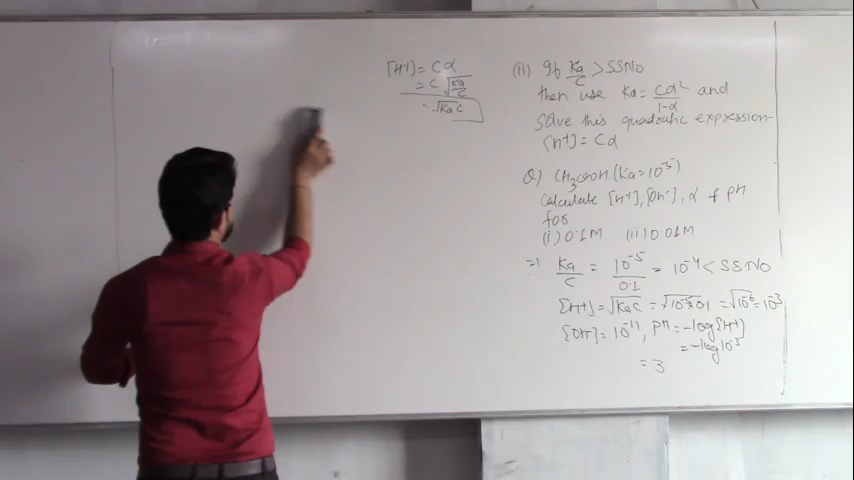 [H+] = Cα
= C √Ka/C
= √KaC
(ii) If Ka/C > SSNO
then use Ka = Cα²/1-α and
Solve this quadratic expression
[H+] = Cα
Q) CH3COOH (Ka = 10⁻⁵)
Calculate [H+], [OH⁻], α & PH
for
(i) 0.1M (ii) 0.01M
⇒ Ka/C = 10⁻⁵/0.1 = 10⁻⁴ < SSNO
[H+] = √KaC = √10⁻⁵×0.1 = √10⁻⁶ = 10⁻³
[OH⁻] = 10⁻¹¹, PH = -log[H+]
= -log10⁻³
= 3